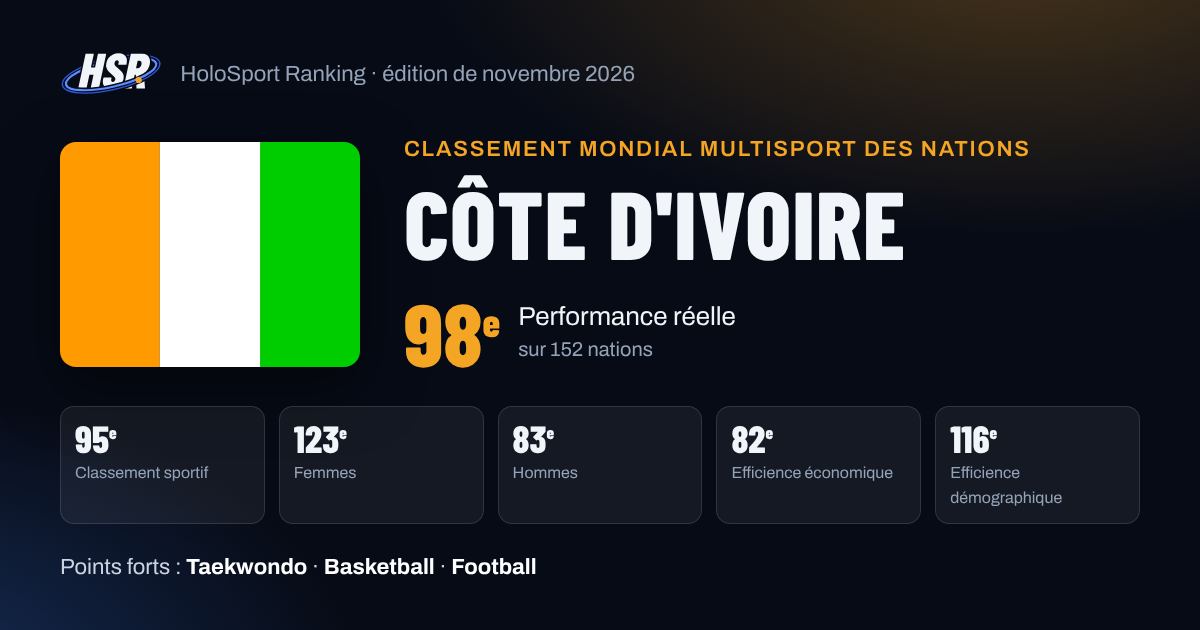 HSR
HoloSport Ranking · édition de novembre 2026
CLASSEMENT MONDIAL MULTISPORT DES NATIONS
CÔTE D'IVOIRE
98e
Performance réelle
sur 152 nations
95e
Classement sportif
123e
Femmes
83e
Hommes
82e
Efficience économique
116e
Efficience
démographique
Points forts : Taekwondo · Basketball · Football